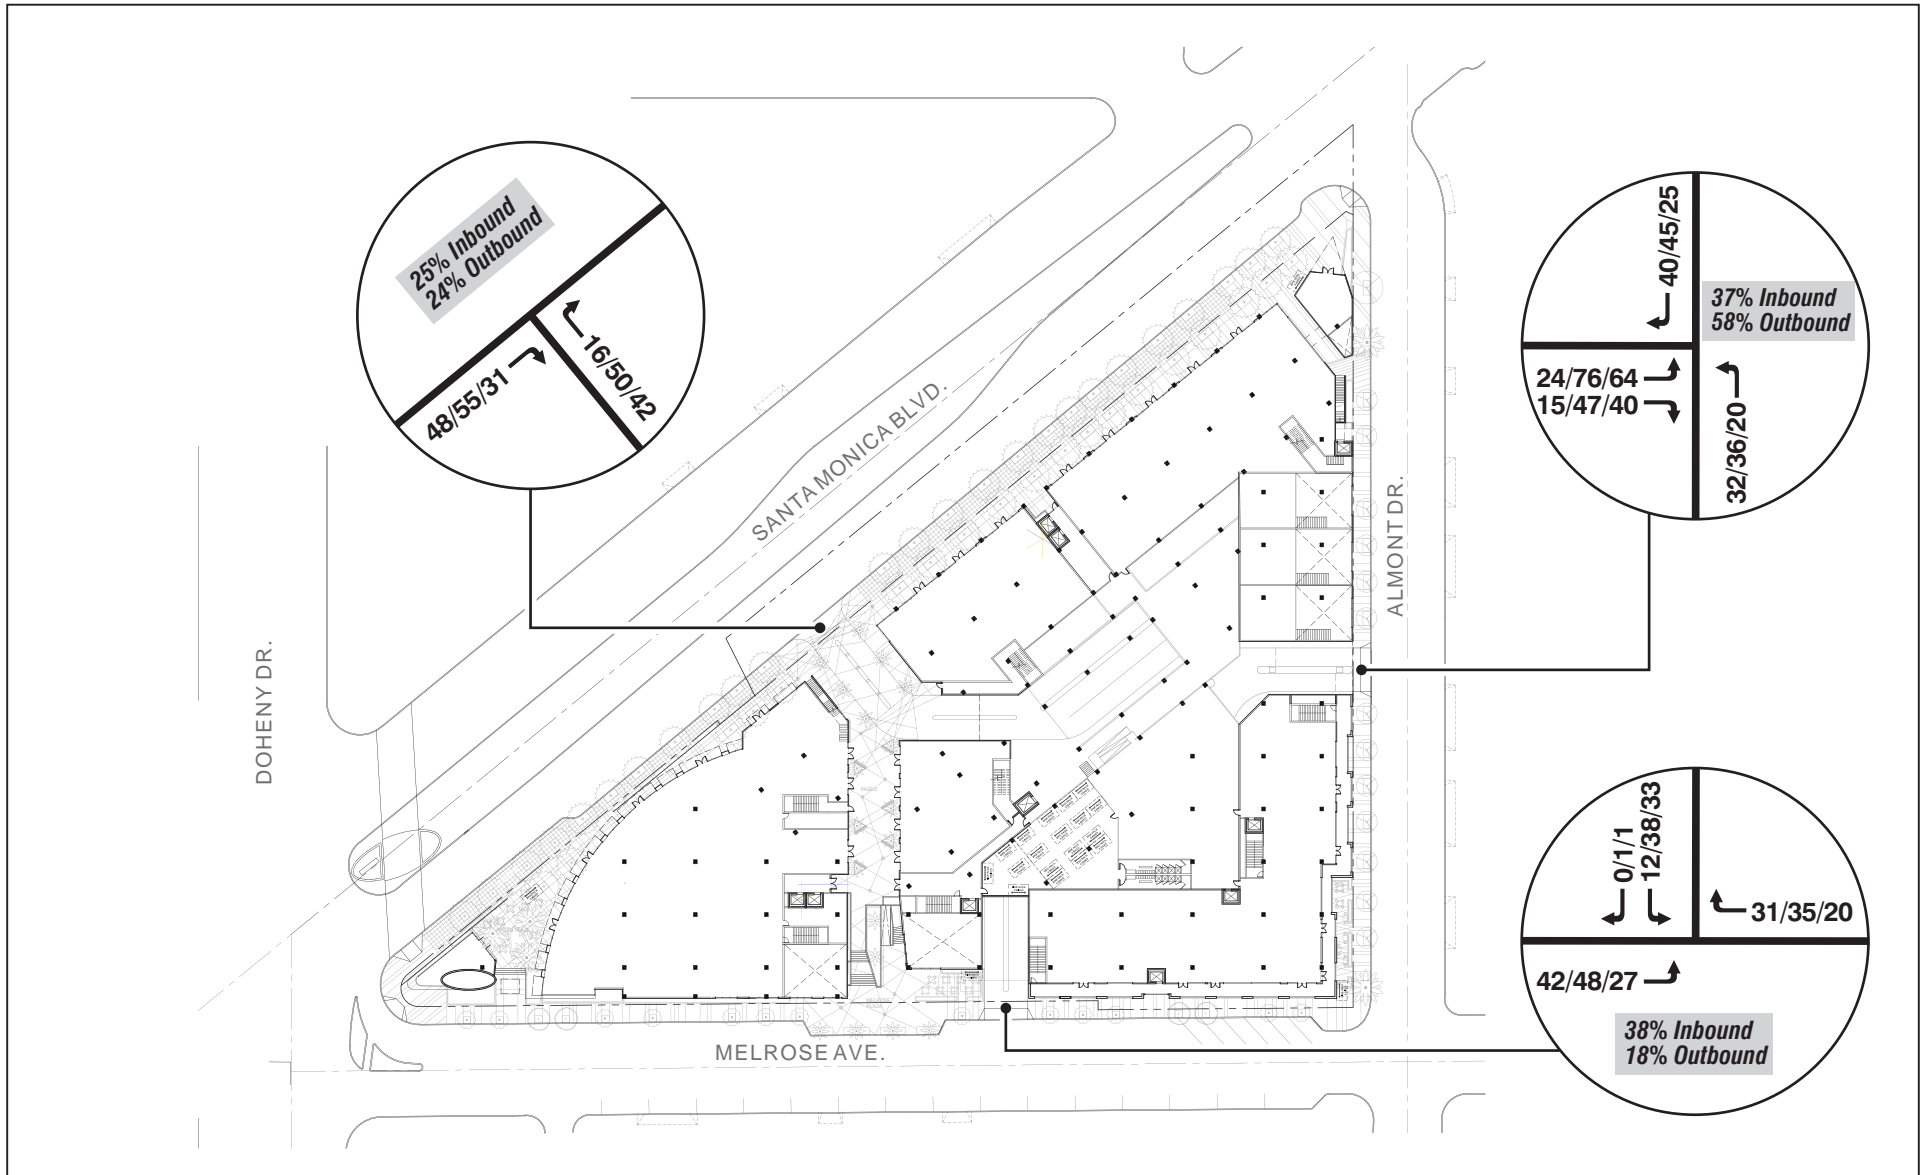 25% Inbound
24% Outbound
48/55/31
16/50/42
40/45/25
37% Inbound
58% Outbound
24/76/64
15/47/40
32/36/20
SANTA MONICA BLVD.
ALMONT DR.
DOHENY DR.
0/1/1
12/38/33
31/35/20
42/48/27
38% Inbound
18% Outbound
MELROSE AVE.